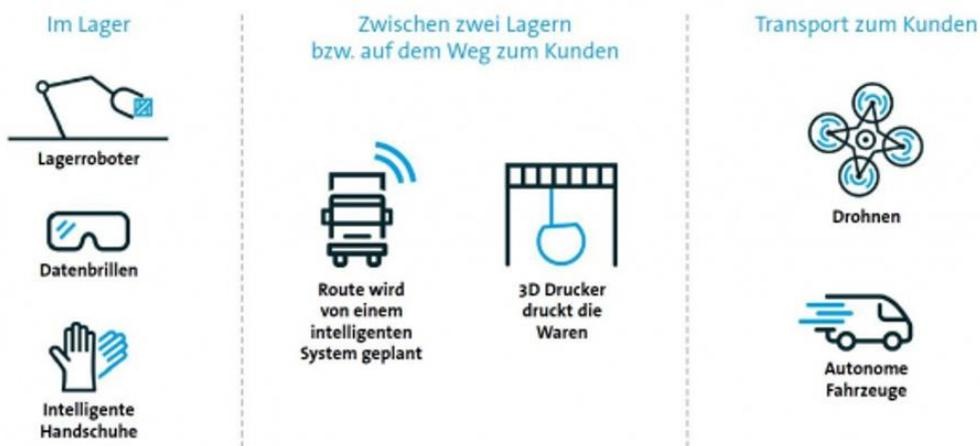 Im Lager
Lagerroboter
Datenbrillen
Intelligente
Handschuhe
Zwischen zwei Lagern
bzw. auf dem Weg zum Kunden
Route wird
von einem
intelligenten
System geplant
3D Drucker
druckt die
Waren
Transport zum Kunden
Drohnen
Autonome
Fahrzeuge